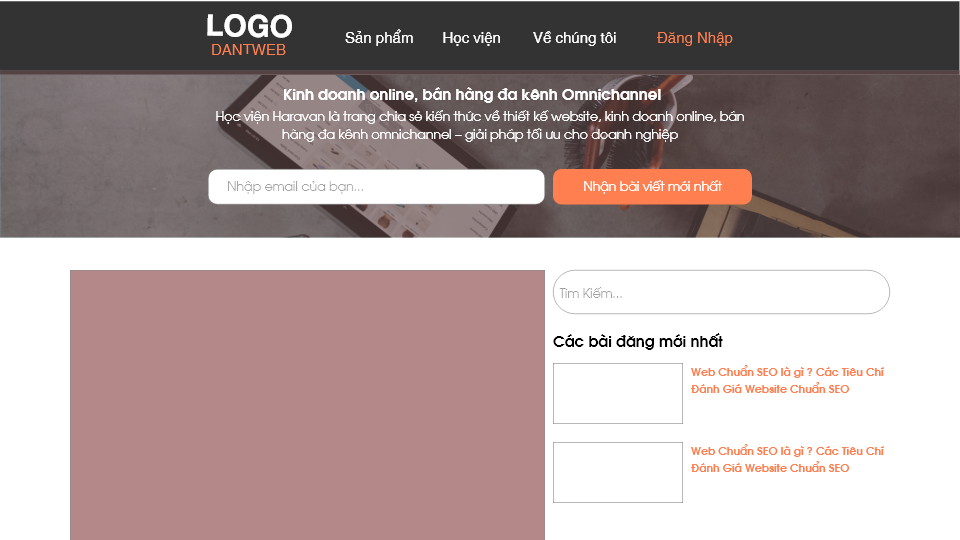 LOGO
DANTWEB
Sản phẩm
Học viện
Về chúng tôi
Đăng Nhập
Kinh doanh online, bán hàng đa kênh Omnichannel
Học viện Haravan là trang chia sẻ kiến thức về thiết kế website, kinh doanh online, bán
hàng đa kênh omnichannel – giải pháp tối ưu cho doanh nghiệp
Nhập email của bạn...
Nhận bài viết mới nhất
Tìm Kiếm...
Các bài đăng mới nhất
Web Chuẩn SEO là gì ? Các Tiêu Chí
Đánh Giá Website Chuẩn SEO
Web Chuẩn SEO là gì ? Các Tiêu Chí
Đánh Giá Website Chuẩn SEO